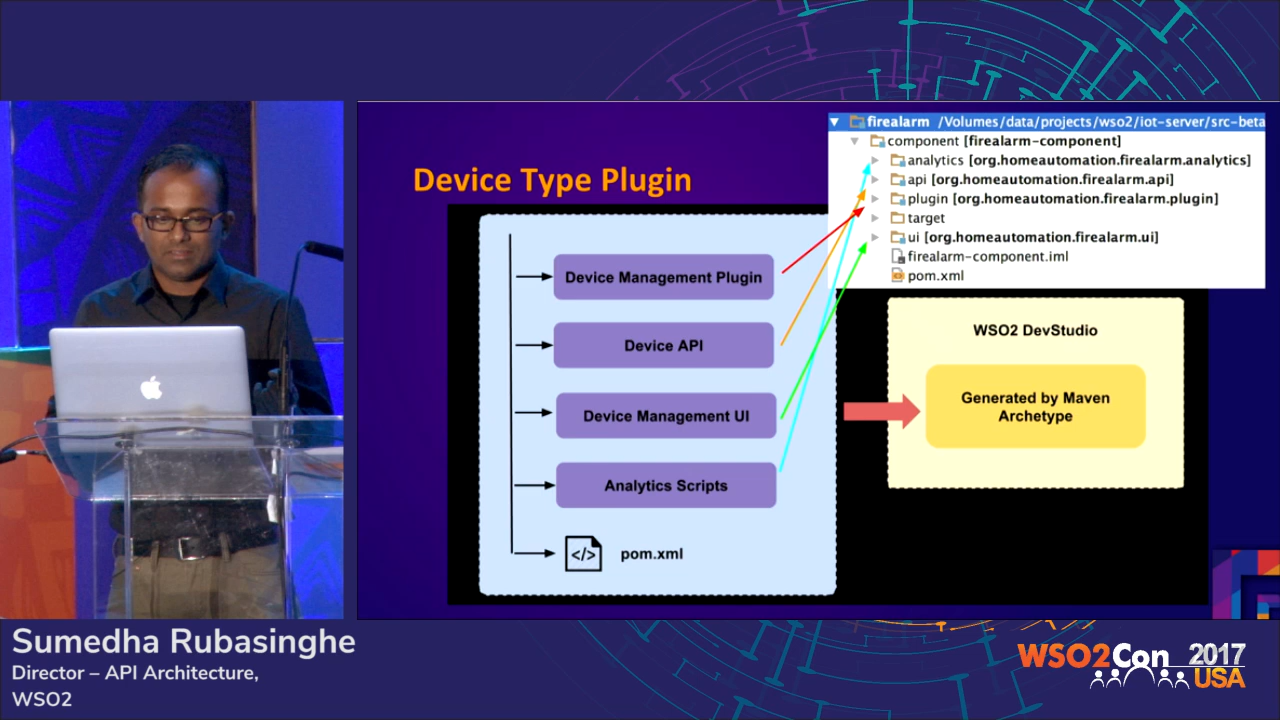 firealarm /Volumes/data/projects/wso2/iot-server/src-beta
component [firealarm-component]
analytics [org.homeautomation.firealarm.analytics]
api [org.homeautomation.firealarm.api]
plugin [org.homeautomation.firealarm.plugin]
target
ui [org.homeautomation.firealarm.ui]
firealarm-component.iml
pom.xml
Device Type Plugin
Device Management Plugin
Device API
Device Management UI
Analytics Scripts
</> pom.xml
WSO2 DevStudio
Generated by Maven
Archetype
Sumedha Rubasinghe
Director – API Architecture,
WSO2
WSO2Con 2017
USA